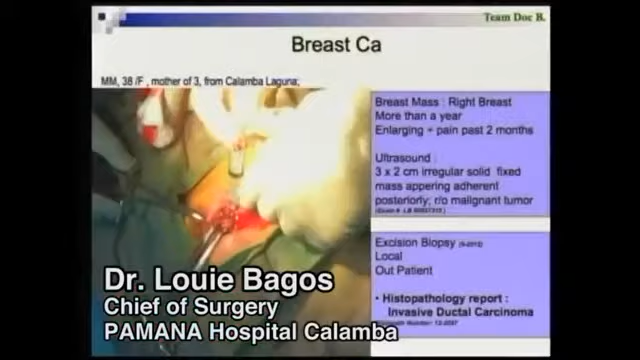 Team Doc B.
Breast Ca
MM, 38 /F , mother of 3, from Calamba Laguna;
Breast Mass : Right Breast
More than a year
Enlarging + pain past 2 months
Ultrasound :
3 x 2 cm irregular solid fixed
mass appering adherent
posteriorly; r/o malignant tumor
Excision Biopsy
Local
Out Patient
• Histopathology report :
Invasive Ductal Carcinoma
Dr. Louie Bagos
Chief of Surgery
PAMANA Hospital Calamba